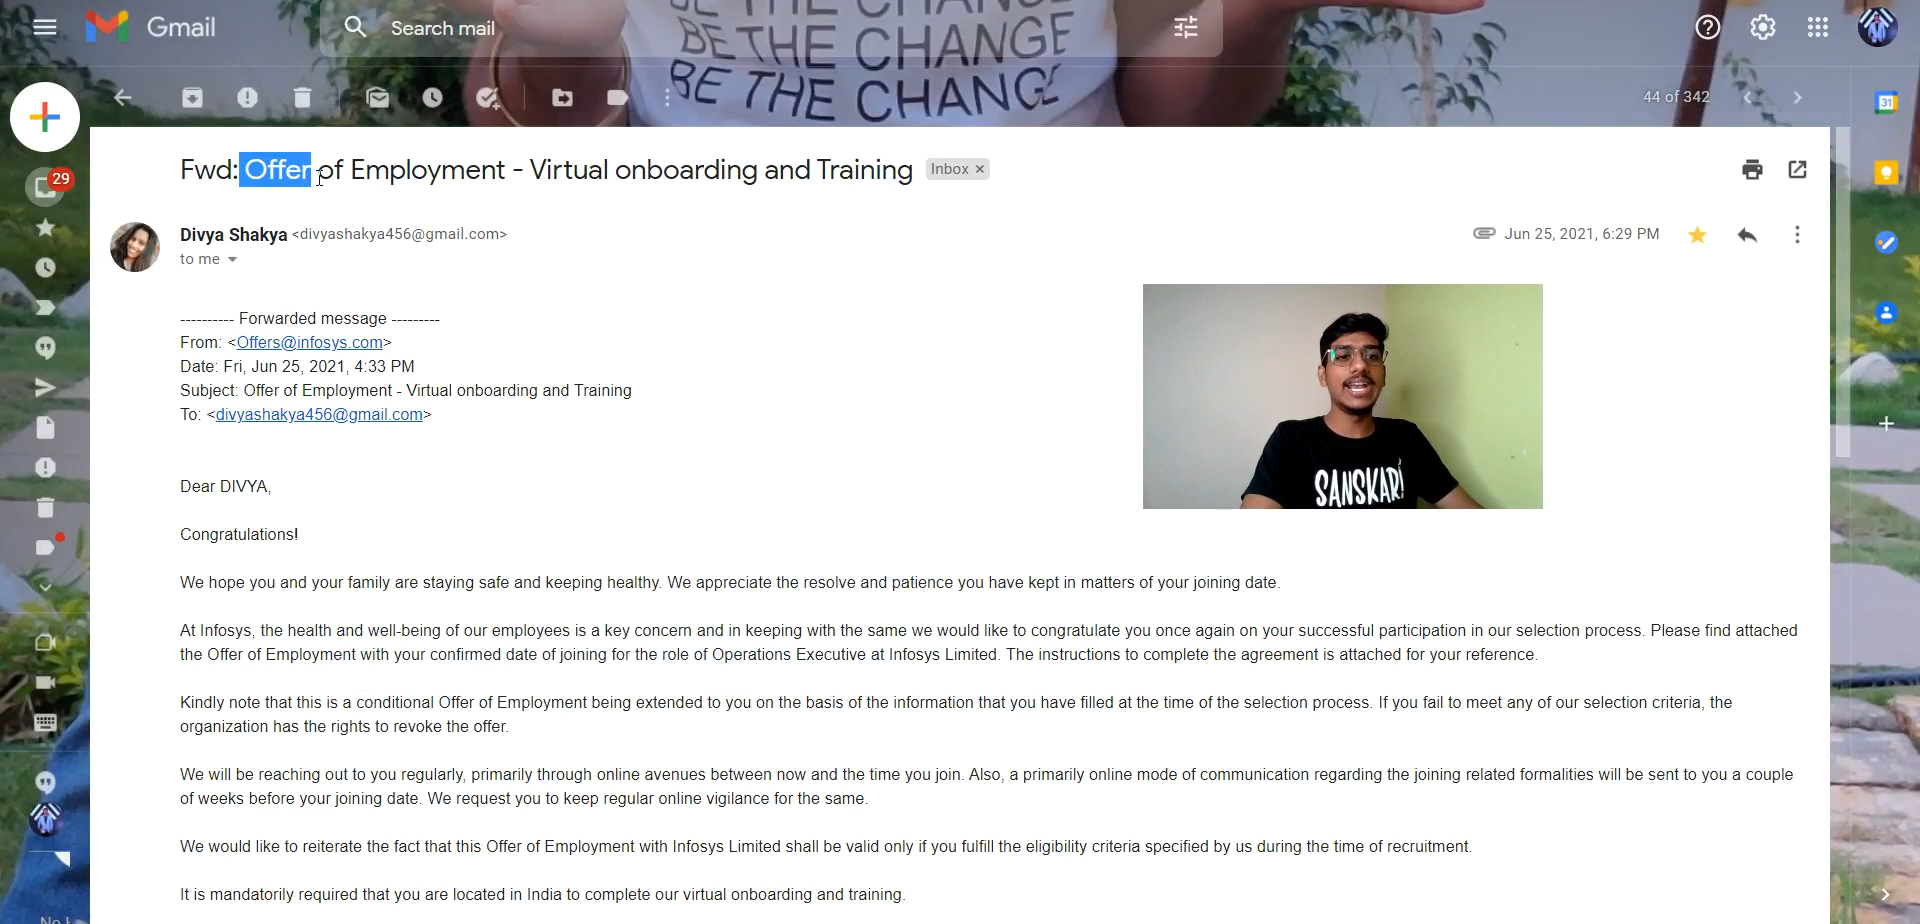 Gmail
Search mail
BE THE CHANGE
BE THE CHANGE
BE THE CHANGE
44 of 342
31
29
Fwd: Offer of Employment - Virtual onboarding and Training Inbox ×
Divya Shakya <divyashakya456@gmail.com>
Jun 25, 2021, 6:29 PM
to me
---------- Forwarded message ---------
From: <Offers@infosys.com>
Date: Fri, Jun 25, 2021, 4:33 PM
Subject: Offer of Employment - Virtual onboarding and Training
To: <divyashakya456@gmail.com>
SANSKARI
Dear DIVYA,
Congratulations!
We hope you and your family are staying safe and keeping healthy. We appreciate the resolve and patience you have kept in matters of your joining date.
At Infosys, the health and well-being of our employees is a key concern and in keeping with the same we would like to congratulate you once again on your successful participation in our selection process. Please find attached
the Offer of Employment with your confirmed date of joining for the role of Operations Executive at Infosys Limited. The instructions to complete the agreement is attached for your reference.
Kindly note that this is a conditional Offer of Employment being extended to you on the basis of the information that you have filled at the time of the selection process. If you fail to meet any of our selection criteria, the
organization has the rights to revoke the offer.
We will be reaching out to you regularly, primarily through online avenues between now and the time you join. Also, a primarily online mode of communication regarding the joining related formalities will be sent to you a couple
of weeks before your joining date. We request you to keep regular online vigilance for the same.
We would like to reiterate the fact that this Offer of Employment with Infosys Limited shall be valid only if you fulfill the eligibility criteria specified by us during the time of recruitment.
It is mandatorily required that you are located in India to complete our virtual onboarding and training.